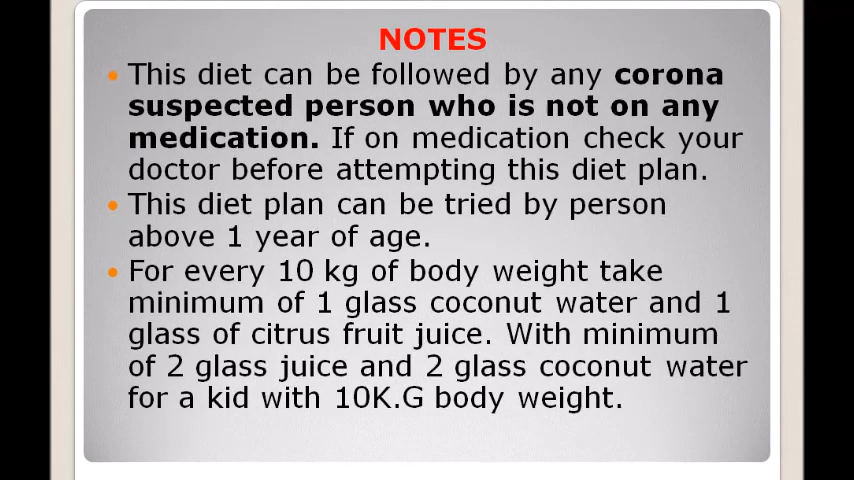 NOTES
This diet can be followed by any corona
suspected person who is not on any
medication. If on medication check your
doctor before attempting this diet plan.
This diet plan can be tried by person
above 1 year of age.
For every 10 kg of body weight take
minimum of 1 glass coconut water and 1
glass of citrus fruit juice. With minimum
of 2 glass juice and 2 glass coconut water
for a kid with 10K.G body weight.